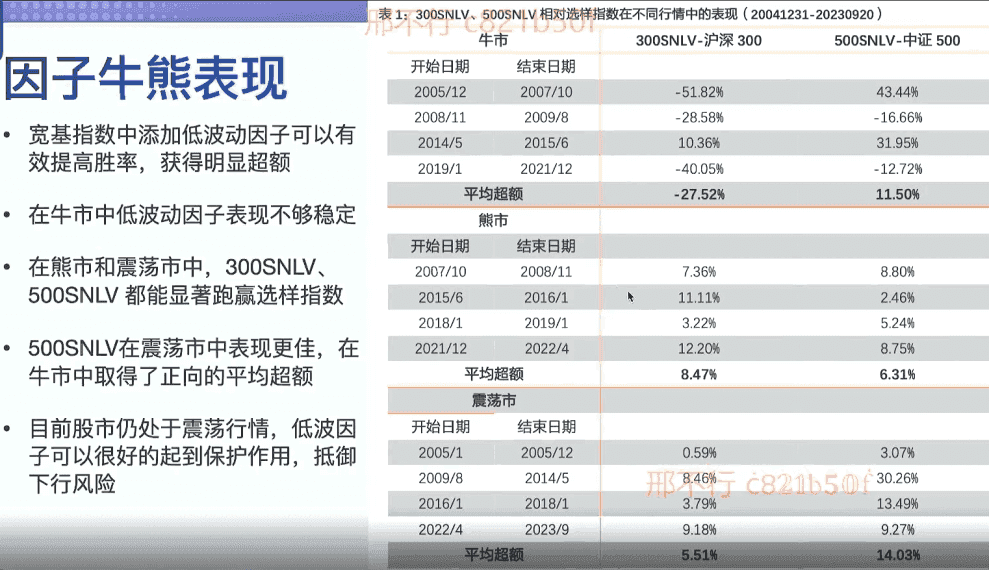 因子牛熊表现
• 宽基指数中添加低波动因子可以有
效提高胜率，获得明显超额
• 在牛市中低波动因子表现不够稳定
• 在熊市和震荡市中，300SNLV、
500SNLV 都能显著跑赢选样指数
• 500SNLV在震荡市中表现更佳，在
牛市中取得了正向的平均超额
• 目前股市仍处于震荡行情，低波因
子可以很好的起到保护作用，抵御
下行风险
表 1：300SNLV、500SNLV 相对选样指数在不同行情中的表现（20041231-20230920）
邢不行 c821b50f
牛市 300SNLV-沪深 300 500SNLV-中证 500
开始日期 结束日期
2005/12 2007/10 -51.82% 43.44%
2008/11 2009/8 -28.58% -16.66%
2014/5 2015/6 10.36% 31.95%
2019/1 2021/12 -40.05% -12.72%
平均超额 -27.52% 11.50%
熊市
开始日期 结束日期
2007/10 2008/11 7.36% 8.80%
2015/6 2016/1 11.11% 2.46%
2018/1 2019/1 3.22% 5.24%
2021/12 2022/4 12.20% 8.75%
平均超额 8.47% 6.31%
震荡市
开始日期 结束日期
2005/1 2005/12 0.59% 3.07%
2009/8 2014/5 8.46% 30.26%
邢不行 c821b50f
2016/1 2018/1 3.79% 13.49%
2022/4 2023/9 9.18% 9.27%
平均超额 5.51% 14.03%